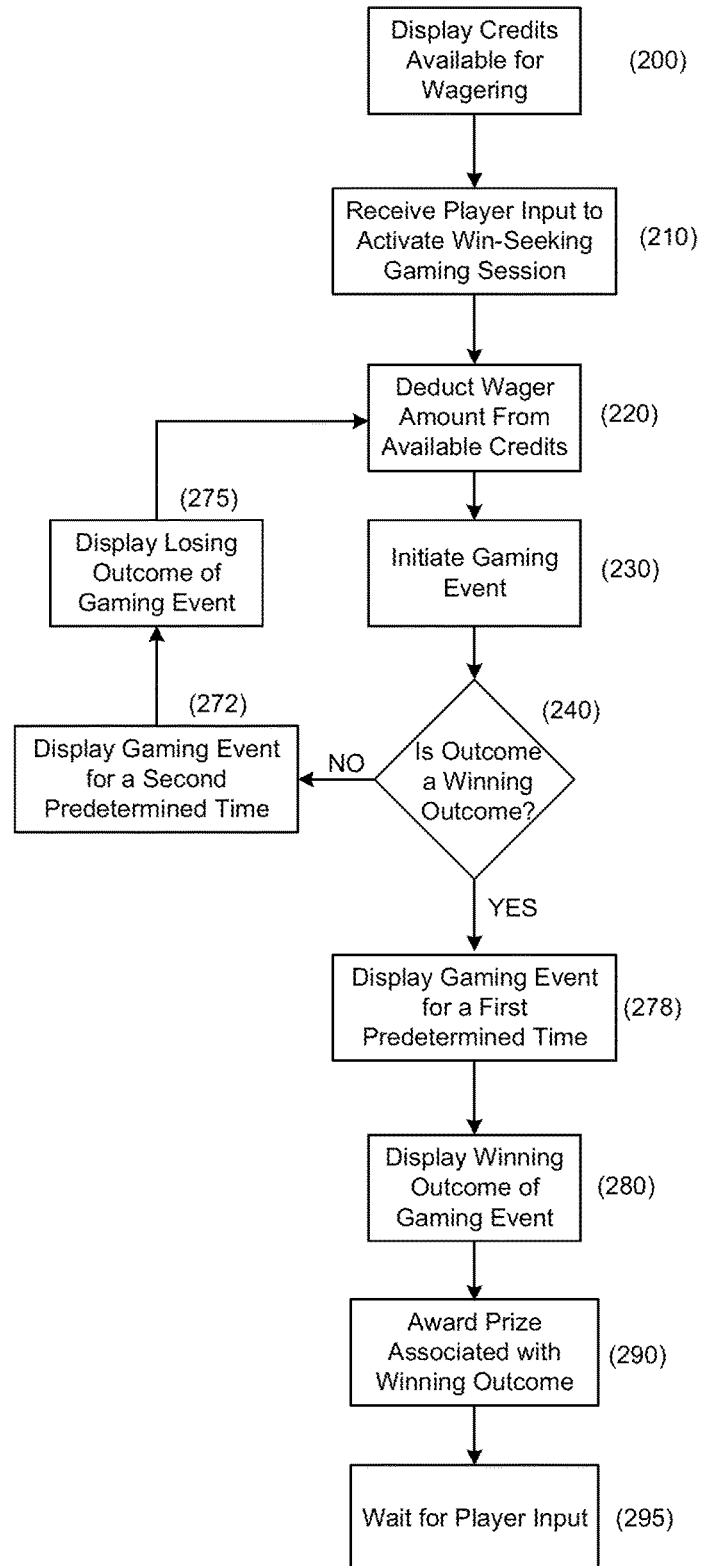 Display Credits
Available for
Wagering
(200)
Receive Player Input to
Activate Win-Seeking
Gaming Session
(210)
Deduct Wager
Amount From
Available Credits
(220)
Initiate Gaming
Event
(230)
Is Outcome
a Winning
Outcome?
(240)
NO
Display Gaming Event
for a Second
Predetermined Time
(272)
Display Losing
Outcome of
Gaming Event
(275)
YES
Display Gaming Event
for a First
Predetermined Time
(278)
Display Winning
Outcome of
Gaming Event
(280)
Award Prize
Associated with
Winning Outcome
(290)
Wait for Player Input
(295)